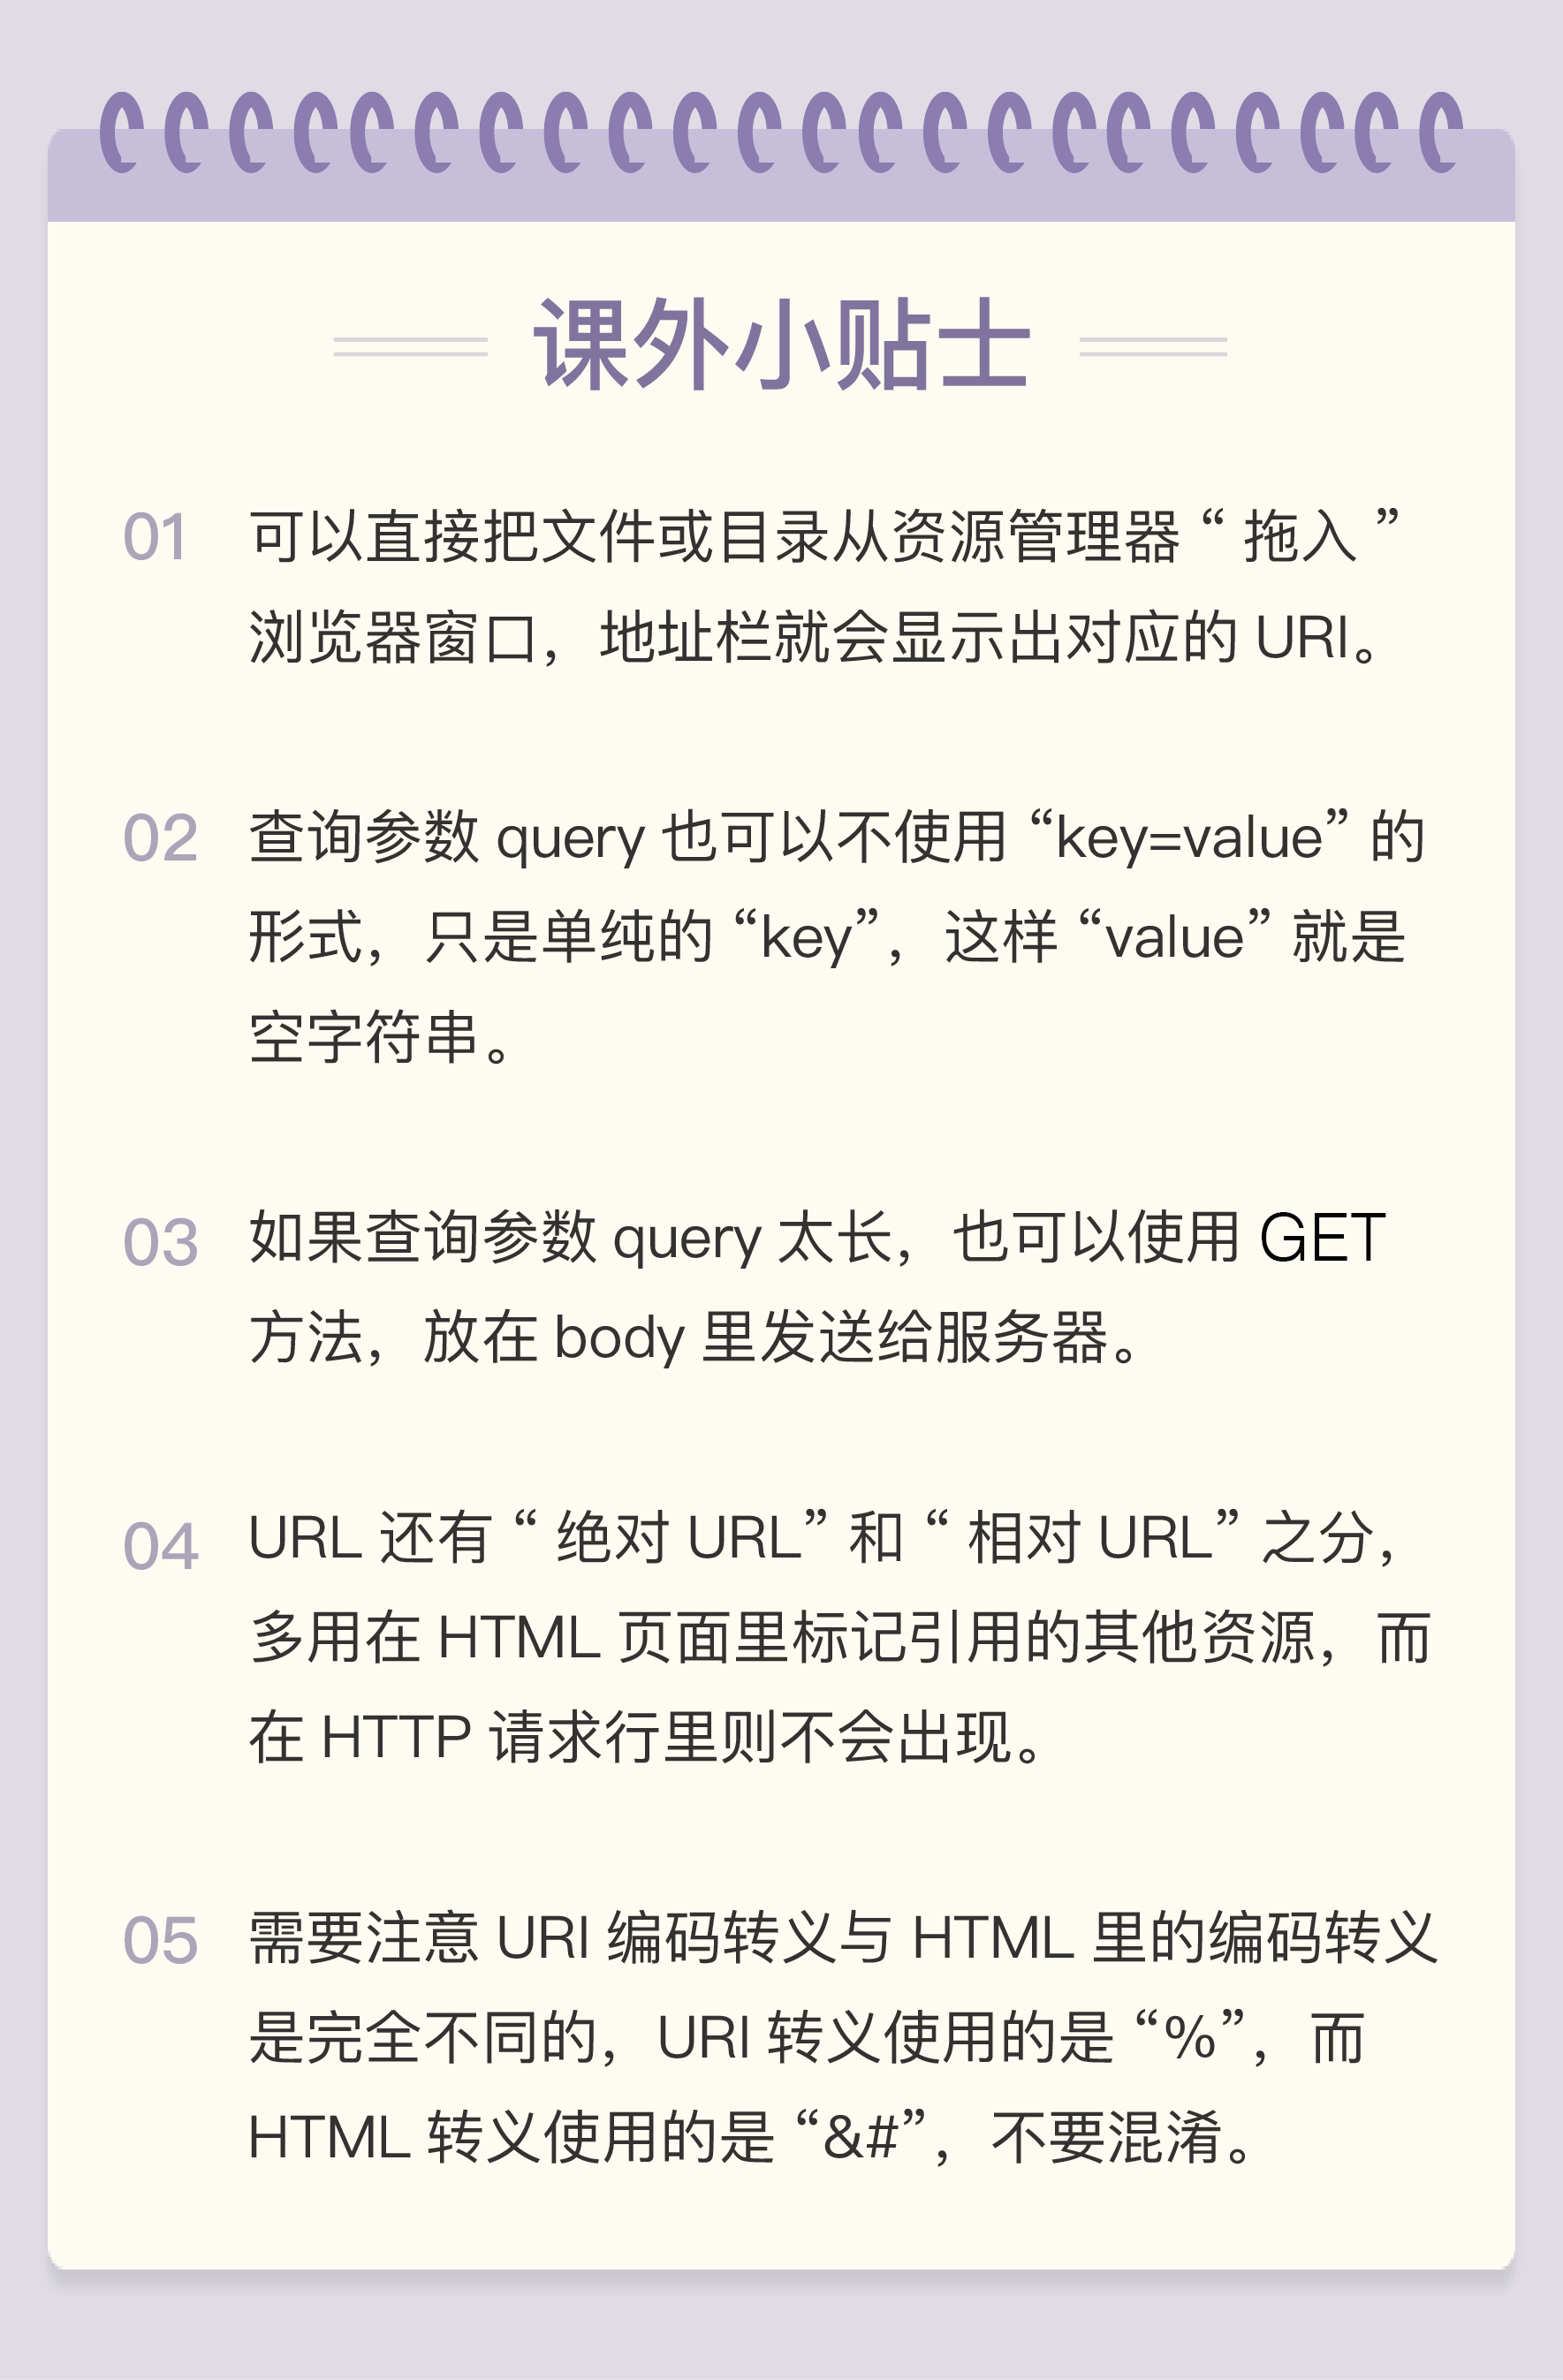 课外小贴士
01 可以直接把文件或目录从资源管理器 “ 拖入 ”
浏览器窗口，地址栏就会显示出对应的 URI。
02 查询参数 query 也可以不使用 “key=value” 的
形式，只是单纯的 “key”，这样 “value” 就是
空字符串。
03 如果查询参数 query 太长，也可以使用 GET
方法，放在 body 里发送给服务器。
04 URL 还有 “ 绝对 URL” 和 “ 相对 URL” 之分，
多用在 HTML 页面里标记引用的其他资源，而
在 HTTP 请求行里则不会出现。
05 需要注意 URI 编码转义与 HTML 里的编码转义
是完全不同的，URI 转义使用的是 “%”，而
HTML 转义使用的是 “&#”，不要混淆。